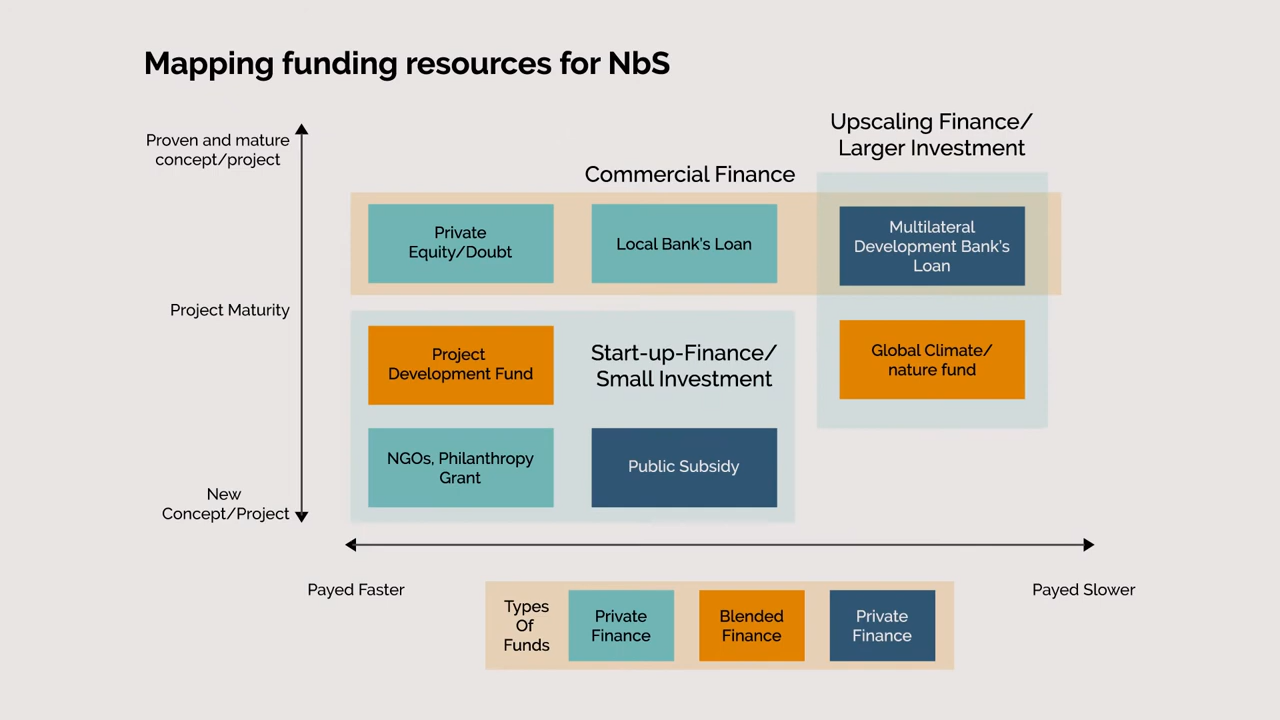 Mapping funding resources for NbS
Proven and mature
concept/project
Project Maturity
New
Concept/Project
Upscaling Finance/
Larger Investment
Commercial Finance
Private
Equity/Doubt
Local Bank's Loan
Multilateral
Development Bank's
Loan
Project
Development Fund
Start-up-Finance/
Small Investment
Global Climate/
nature fund
NGOs, Philanthropy
Grant
Public Subsidy
Payed Faster
Payed Slower
Types
Of
Funds
Private
Finance
Blended
Finance
Private
Finance